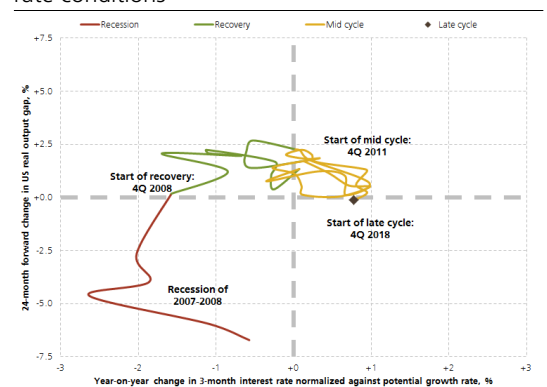 rate conditions
Recession
Recovery
Mid cycle
Late cycle
+7.5
+5.0
+2.5
+0.0
-2.5
-5.0
-7.5
24-month forward change in US real output gap, %
Start of mid cycle:
4Q 2011
Start of recovery:
4Q 2008
Start of late cycle:
4Q 2018
Recession of
2007-2008
-3
-2
-1
+0
+1
+2
+3
Year-on-year change in 3-month interest rate normalized against potential growth rate, %